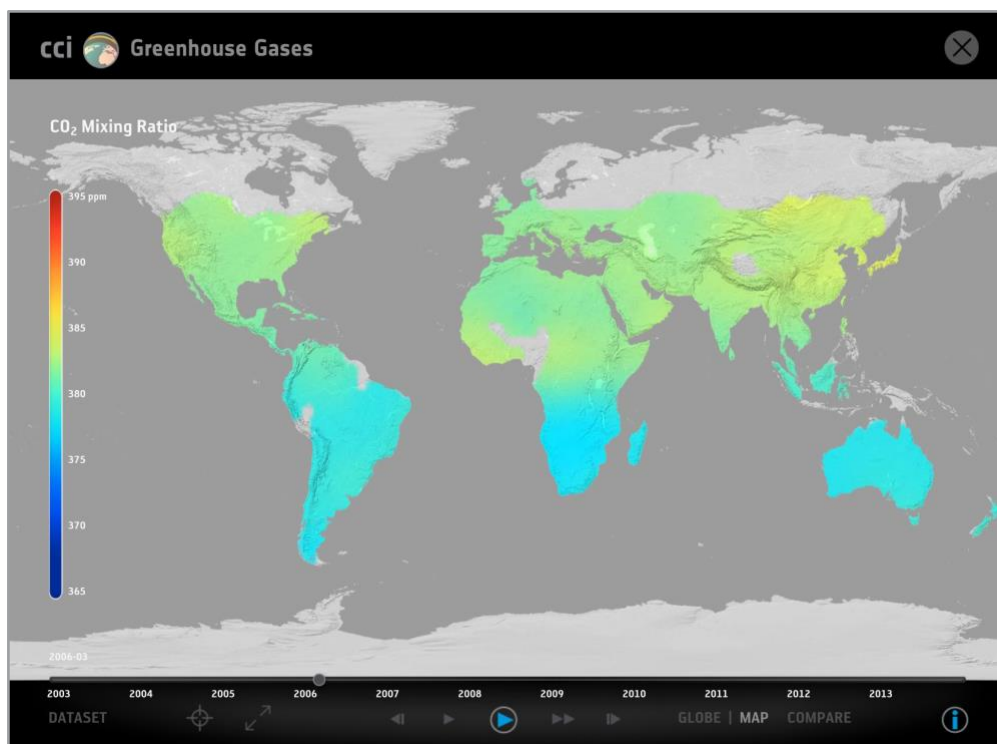 cci Greenhouse Gases
CO₂ Mixing Ratio
395 ppm
390
385
380
375
370
365
2006-03
2003 2004 2005 2006 2007 2008 2009 2010 2011 2012 2013
DATASET GLOBE | MAP COMPARE i